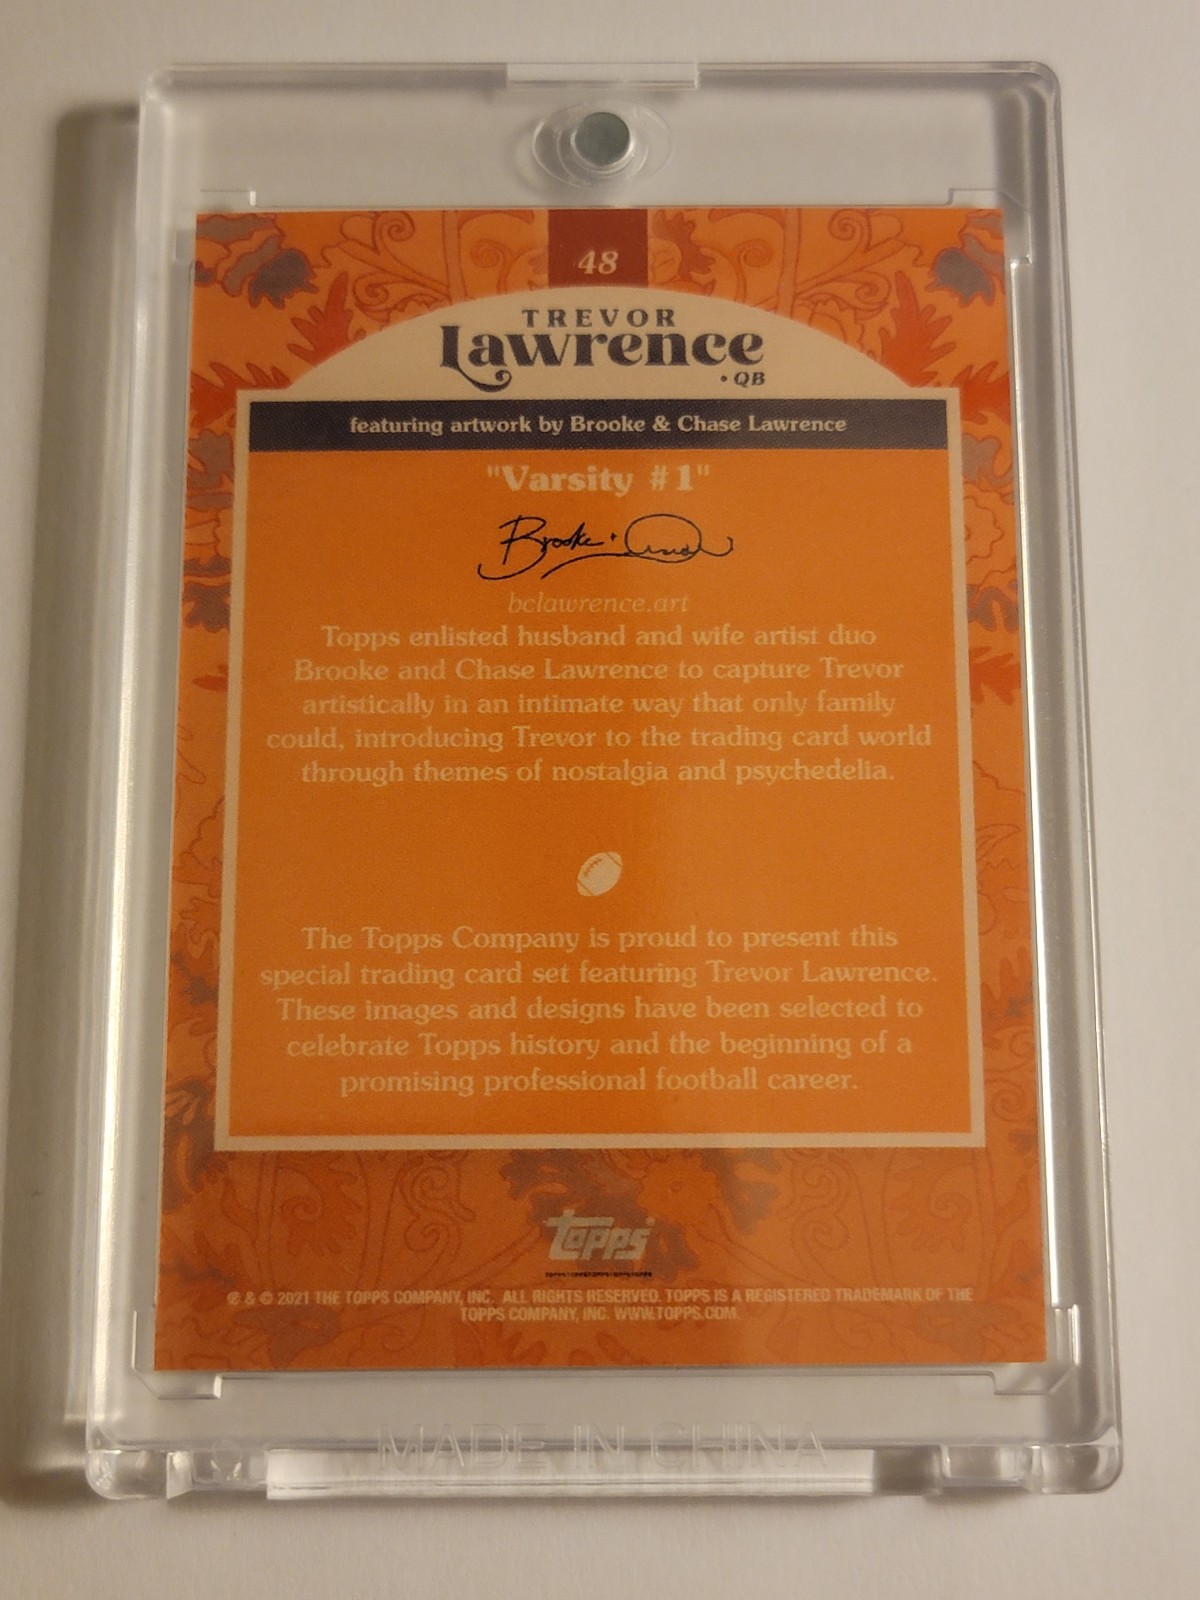 48
TREVOR
Lawrence
• QB
featuring artwork by Brooke & Chase Lawrence
"Varsity #1"
Brooke +
bclawrence.art
Topps enlisted husband and wife artist duo
Brooke and Chase Lawrence to capture Trevor
artistically in an intimate way that only family
could, introducing Trevor to the trading card world
through themes of nostalgia and psychedelia.
The Topps Company is proud to present this
special trading card set featuring Trevor Lawrence.
These images and designs have been selected to
celebrate Topps history and the beginning of a
promising professional football career.
topps
® & © 2021 THE TOPPS COMPANY, INC. ALL RIGHTS RESERVED. TOPPS IS A REGISTERED TRADEMARK OF THE
TOPPS COMPANY, INC. WWW.TOPPS.COM.
MADE IN CHINA